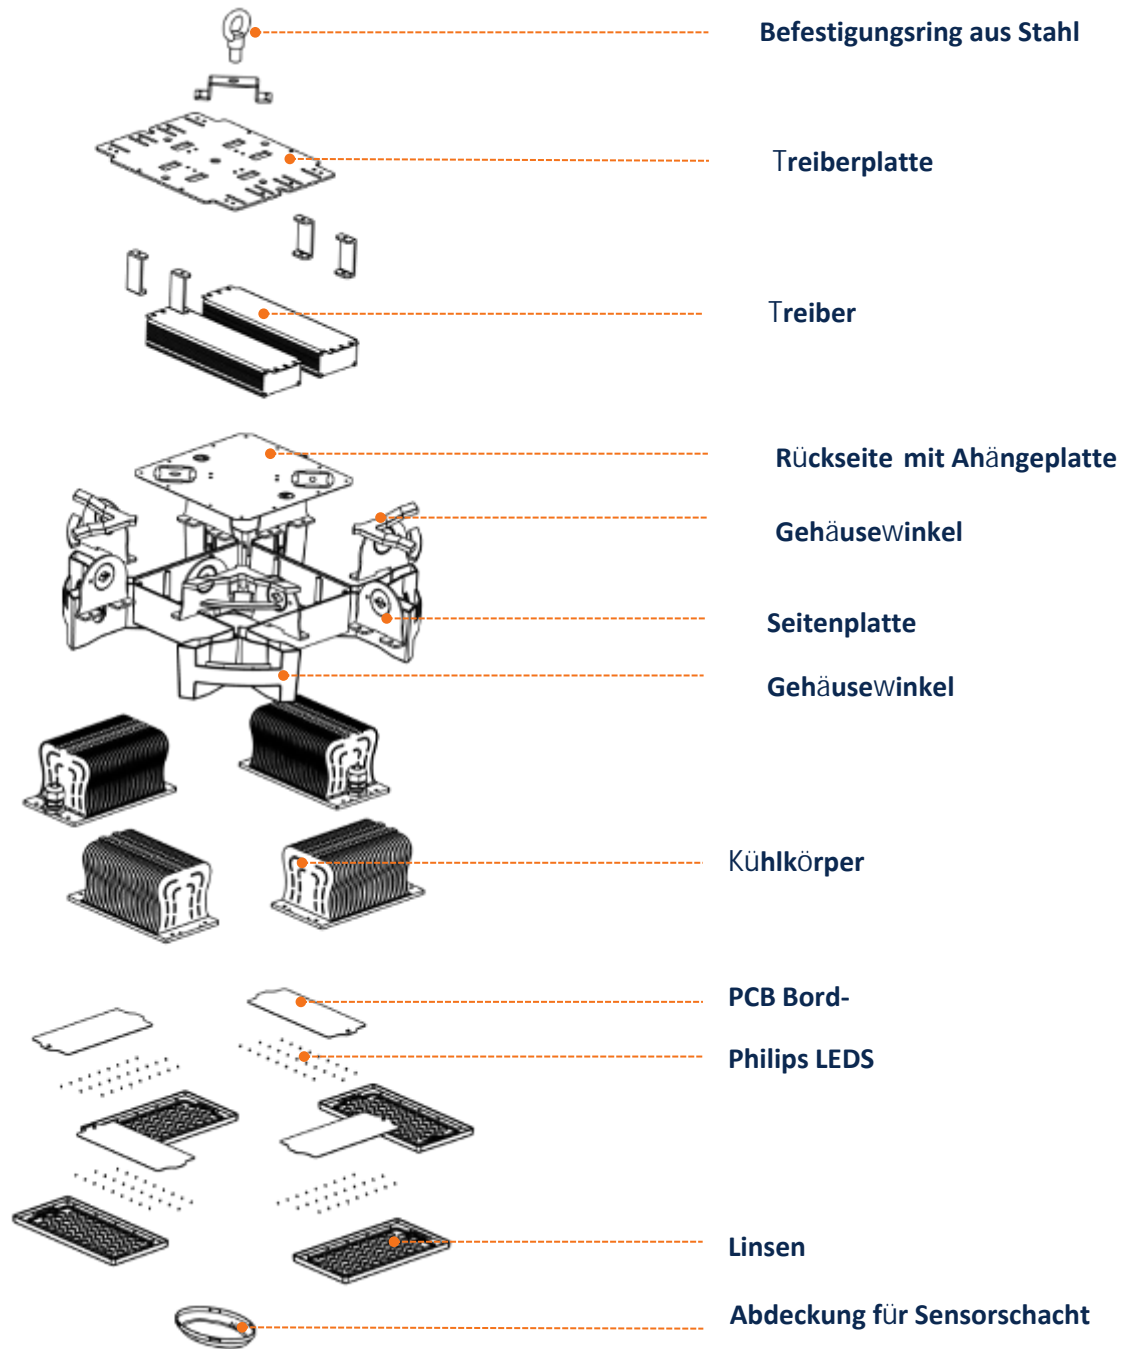 Befestigungsring aus Stahl
Treiberplatte
Treiber
Rückseite mit Ahängeplatte
Gehäusewinkel
Seitenplatte
Gehäusewinkel
Kühlkörper
PCB Bord-
Philips LEDS
Linsen
Abdeckung für Sensorschacht